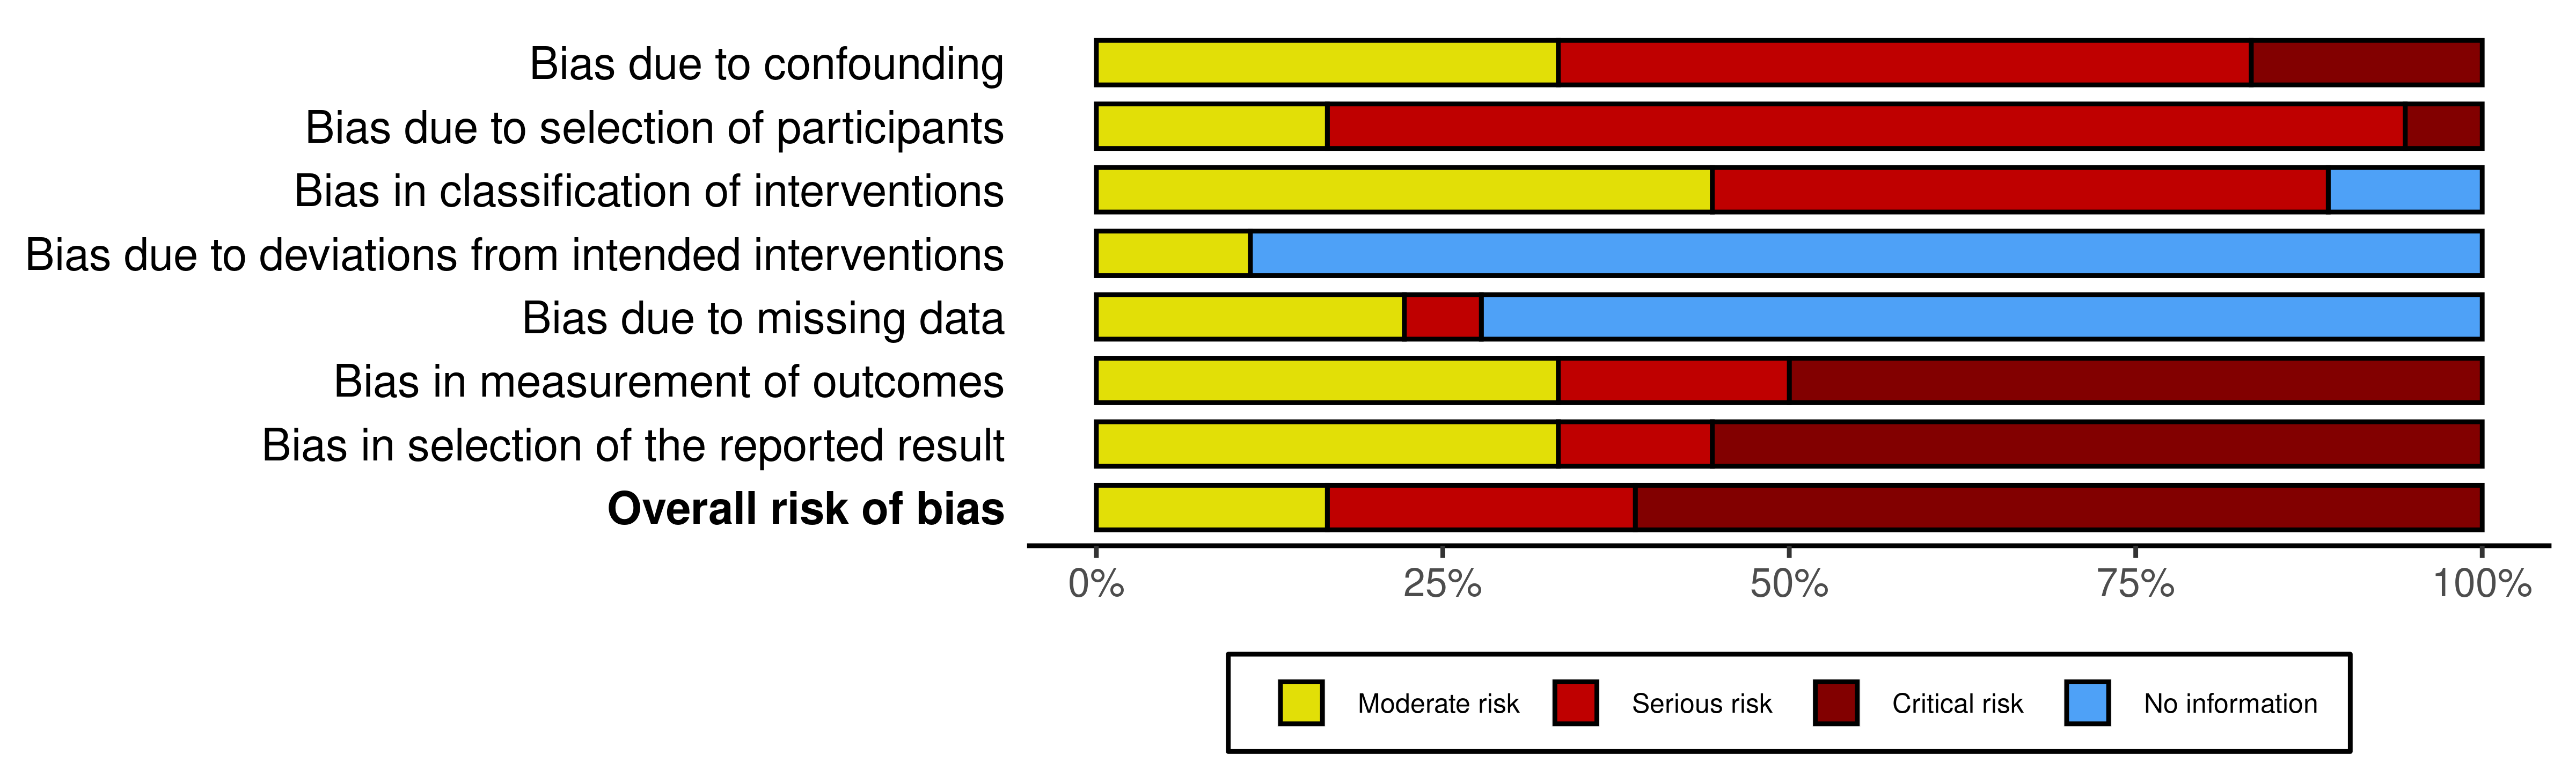 Bias due to confounding
Bias due to selection of participants
Bias in classification of interventions
Bias due to deviations from intended interventions
Bias due to missing data
Bias in measurement of outcomes
Bias in selection of the reported result
Overall risk of bias
0% 25% 50% 75% 100%
Moderate risk Serious risk Critical risk No information